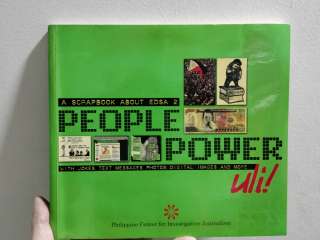 A SCRAPBOOK ABOUT EDSA 2
PEOPLE
POWER
WITH JOKES TEXT MESSAGES PHOTOS DIGITAL IMAGES AND MORE
uli!
Philippine Center for Investigative Journalism